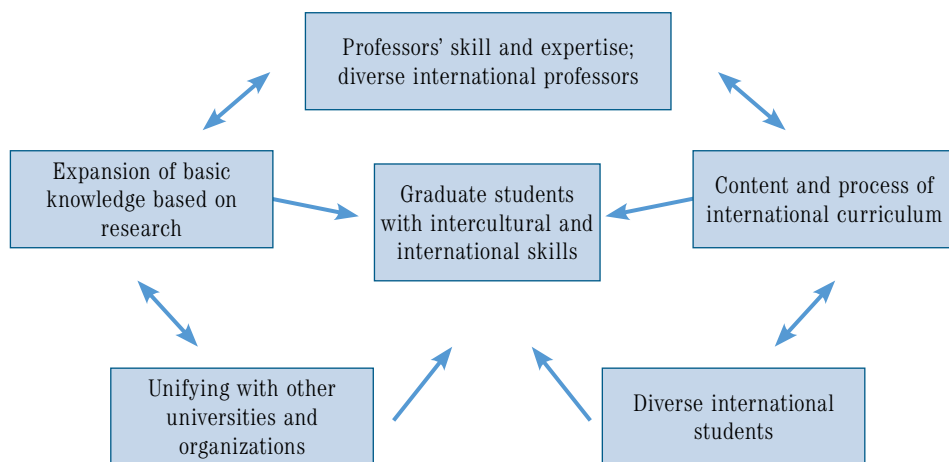 Professors’ skill and expertise;
diverse international professors
Expansion of basic
knowledge based on
research
Graduate students
with intercultural and
international skills
Content and process of
international curriculum
Unifying with other
universities and
organizations
Diverse international
students